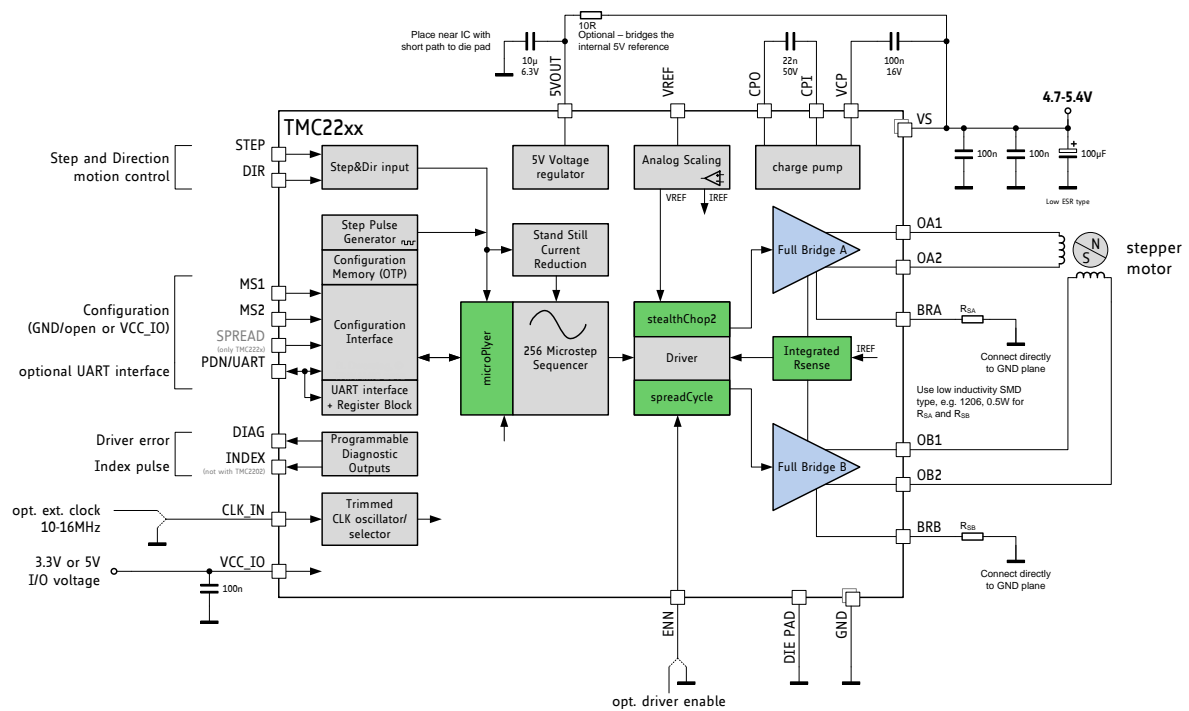 Place near IC with
short path to die pad
10µ
6.3V
10R
Optional – bridges the
internal 5V reference
22n
50V
100n
16V
5VOUT
VREF
CPO
CPI
VCP
4.7-5.4V
VS
100n
100n
+
100µF
Low ESR type
TMC22xx
Step and Direction
motion control
STEP
DIR
Step&Dir input
5V Voltage
regulator
Analog Scaling
VREF
IREF
charge pump
Step Pulse
Generator
Configuration
Memory (OTP)
Configuration
Interface
UART interface
+ Register Block
Stand Still
Current
Reduction
microPlyer
256 Microstep
Sequencer
stealthChop2
Driver
spreadCycle
Integrated
Rsense
IREF
Full Bridge A
Full Bridge B
OA1
OA2
N
S
stepper
motor
BRA
RSA
Connect directly
to GND plane
Use low inductivity SMD
type, e.g. 1206, 0.5W for
RSA and RSB
OB1
OB2
BRB
RSB
Connect directly
to GND plane
Configuration
(GND/open or VCC_IO)
optional UART interface
MS1
MS2
SPREAD
(only TMC222x)
PDN/UART
Driver error
Index pulse
DIAG
INDEX
(not with TMC2202)
Programmable
Diagnostic
Outputs
opt. ext. clock
10-16MHz
CLK_IN
Trimmed
CLK oscillator/
selector
3.3V or 5V
I/O voltage
VCC_IO
100n
ENN
DIE PAD
GND
opt. driver enable